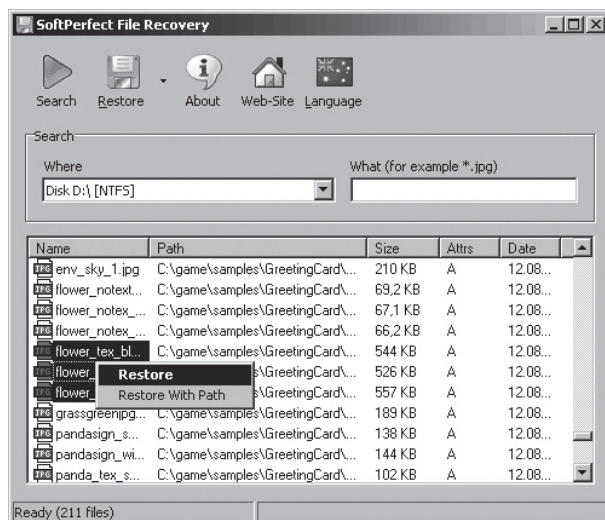 SoftPerfect File Recovery
Search Restore About Web-Site Language
Search
Where What (for example *.jpg)
Disk D:\ [NTFS]
Name Path Size Attrs Date
env_sky_1.jpg C:\game\samples\GreetingCard\... 210 KB A 12.08...
flower_notext... C:\game\samples\GreetingCard\... 69,2 KB A 12.08...
flower_notex_... C:\game\samples\GreetingCard\... 67,1 KB A 12.08...
flower_notex_... C:\game\samples\GreetingCard\... 66,2 KB A 12.08...
flower_tex_bl... C:\game\samples\GreetingCard\... 544 KB A 12.08...
flower_ Restore s\GreetingCard\... 526 KB A 12.08...
flower_ Restore With Path s\GreetingCard\... 557 KB A 12.08...
grassgreenjpg... C:\game\samples\GreetingCard\... 189 KB A 12.08...
pandasign_s... C:\game\samples\GreetingCard\... 138 KB A 12.08...
pandasign_wi... C:\game\samples\GreetingCard\... 144 KB A 12.08...
panda_tex_s... C:\game\samples\GreetingCard\... 102 KB A 12.08...
Ready (211 files)